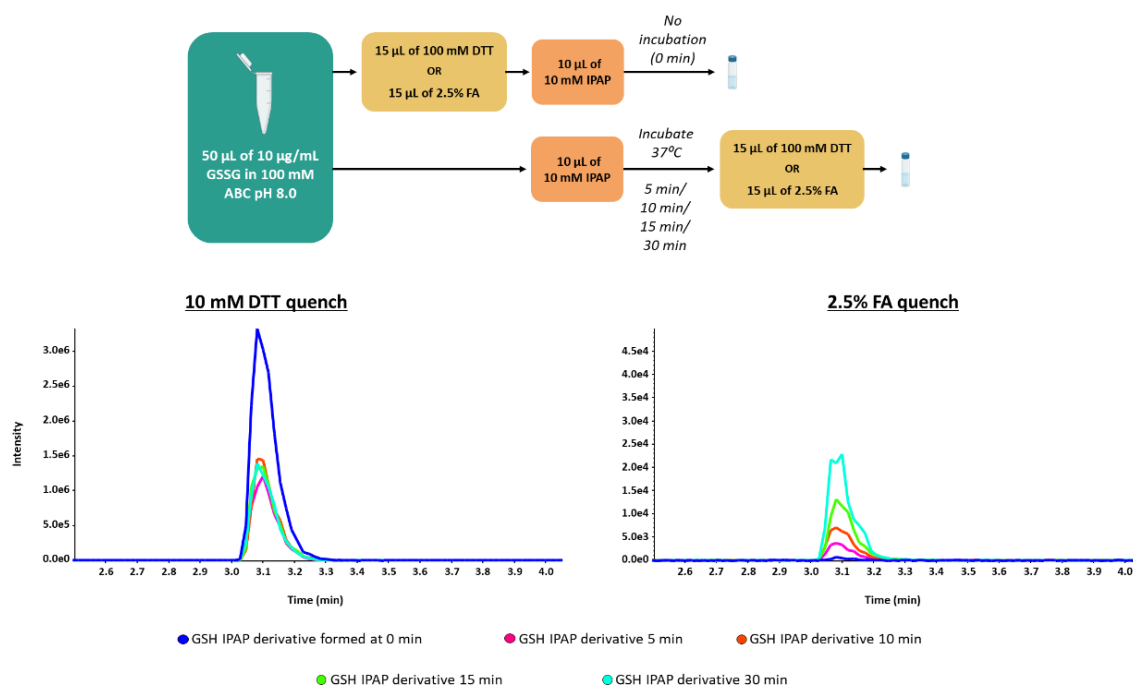 50 µL of 10 µg/mL
GSSG in 100 mM
ABC pH 8.0
15 µL of 100 mM DTT
OR
15 µL of 2.5% FA
10 µL of
10 mM IPAP
No
incubation
(0 min)
10 µL of
10 mM IPAP
Incubate
37⁰C
5 min/
10 min/
15 min/
30 min
15 µL of 100 mM DTT
OR
15 µL of 2.5% FA
10 mM DTT quench
Intensity
3.0e6
2.5e6
2.0e6
1.5e6
1.0e6
5.0e5
0.0e0
2.6 2.7 2.8 2.9 3.0 3.1 3.2 3.3 3.4 3.5 3.6 3.7 3.8 3.9 4.0
Time (min)
2.5% FA quench
4.5e4
4.0e4
3.5e4
3.0e4
2.5e4
2.0e4
1.5e4
1.0e4
5.0e3
0.0e0
2.6 2.7 2.8 2.9 3.0 3.1 3.2 3.3 3.4 3.5 3.6 3.7 3.8 3.9 4.0
Time (min)
GSH IPAP derivative formed at 0 min
GSH IPAP derivative 5 min
GSH IPAP derivative 10 min
GSH IPAP derivative 15 min
GSH IPAP derivative 30 min